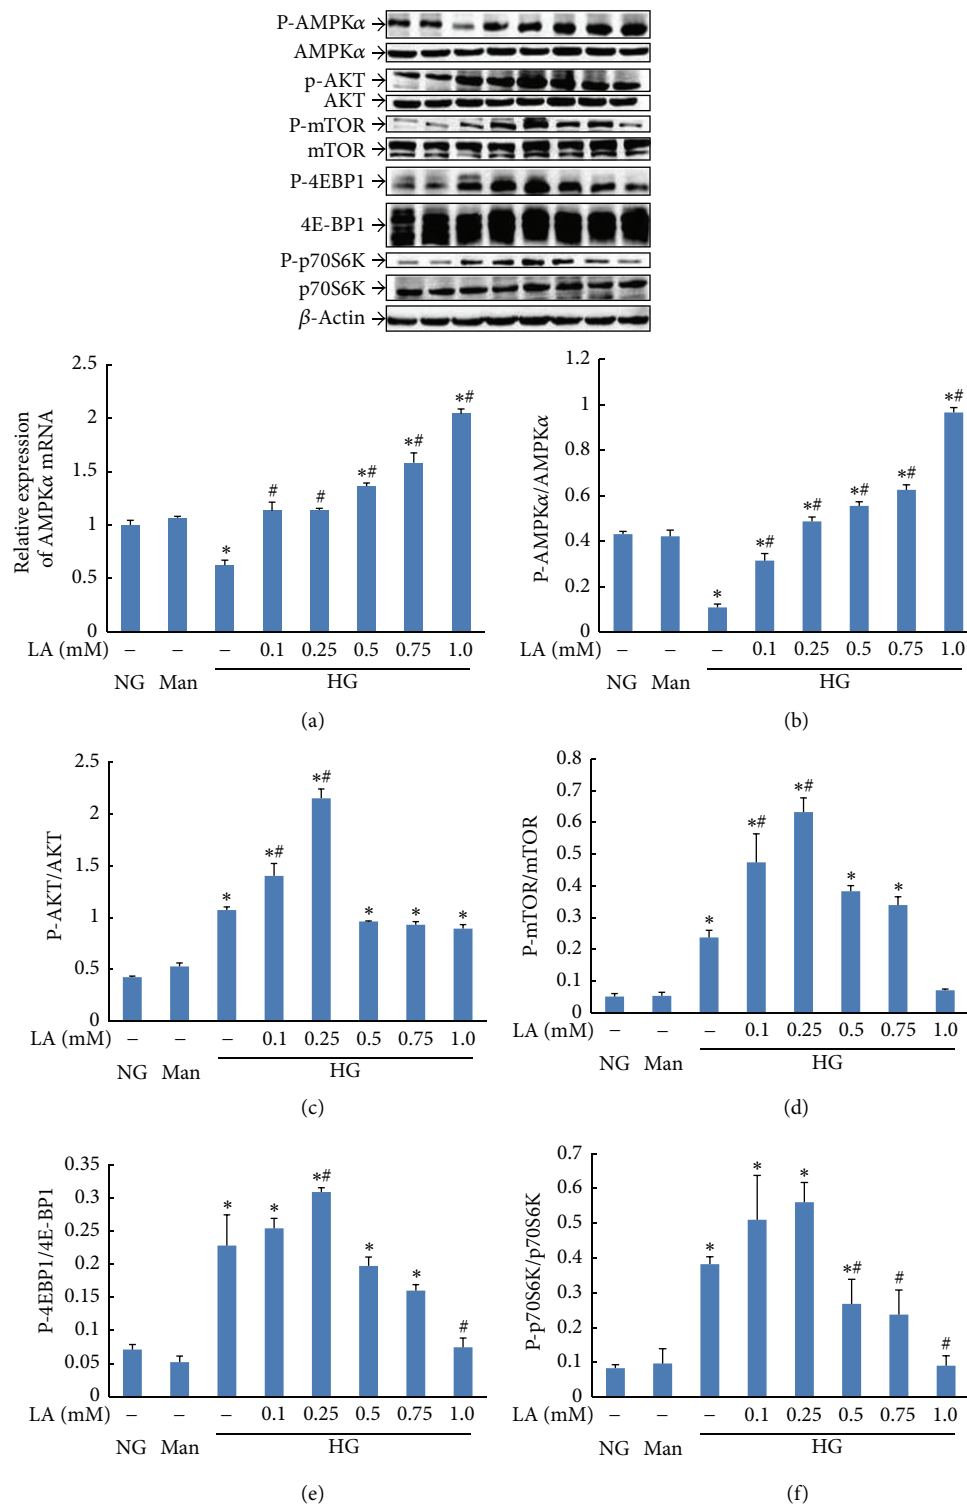 P-AMPKα
AMPKα
p-AKT
AKT
P-mTOR
mTOR
P-4EBP1
4E-BP1
P-p70S6K
p70S6K
β-Actin
Relative expression
of AMPKα mRNA
2.5
2
1.5
1
0.5
0
*
#
#
*#
*#
*#
LA (mM) – – – 0.1 0.25 0.5 0.75 1.0
NG Man HG
(a)
P-AMPKα/AMPKα
1.2
1
0.8
0.6
0.4
0.2
0
*
*#
*#
*#
*#
*#
LA (mM) – – – 0.1 0.25 0.5 0.75 1.0
NG Man HG
(b)
P-AKT/AKT
2.5
2
1.5
1
0.5
0
*
*#
*#
*
*
*
LA (mM) – – – 0.1 0.25 0.5 0.75 1.0
NG Man HG
(c)
P-mTOR/mTOR
0.8
0.7
0.6
0.5
0.4
0.3
0.2
0.1
0
*
*#
*#
*
*
LA (mM) – – – 0.1 0.25 0.5 0.75 1.0
NG Man HG
(d)
P-4EBP1/4E-BP1
0.35
0.3
0.25
0.2
0.15
0.1
0.05
0
*
*
*#
*
*
#
LA (mM) – – – 0.1 0.25 0.5 0.75 1.0
NG Man HG
(e)
P-p70S6K/p70S6K
0.7
0.6
0.5
0.4
0.3
0.2
0.1
0
*
*
*
*#
#
#
LA (mM) – – – 0.1 0.25 0.5 0.75 1.0
NG Man HG
(f)